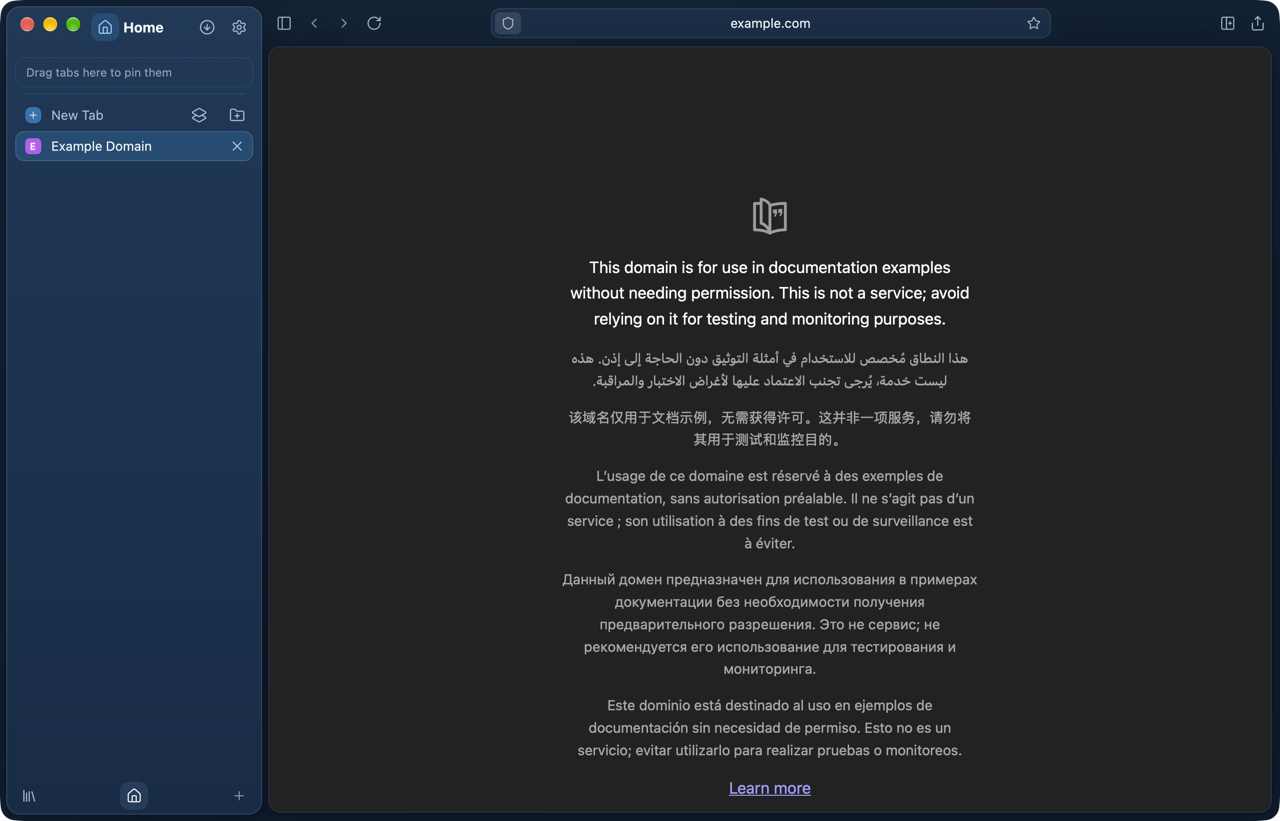 Home
example.com
Drag tabs here to pin them
New Tab
E
Example Domain
This domain is for use in documentation examples
without needing permission. This is not a service; avoid
relying on it for testing and monitoring purposes.
هذا النطاق مُخصص للاستخدام في أمثلة التوثيق دون الحاجة إلى إذن. هذه
ليست خدمة، يُرجى تجنب الاعتماد عليها لأغراض الاختبار والمراقبة.
该域名仅用于文档示例，无需获得许可。这并非一项服务，请勿将
其用于测试和监控目的。
L’usage de ce domaine est réservé à des exemples de
documentation, sans autorisation préalable. Il ne s’agit pas d’un
service ; son utilisation à des fins de test ou de surveillance est
à éviter.
Данный домен предназначен для использования в примерах
документации без необходимости получения
предварительного разрешения. Это не сервис; не
рекомендуется его использование для тестирования и
мониторинга.
Este dominio está destinado al uso en ejemplos de
documentación sin necesidad de permiso. Esto no es un
servicio; evitar utilizarlo para realizar pruebas o monitoreos.
Learn more